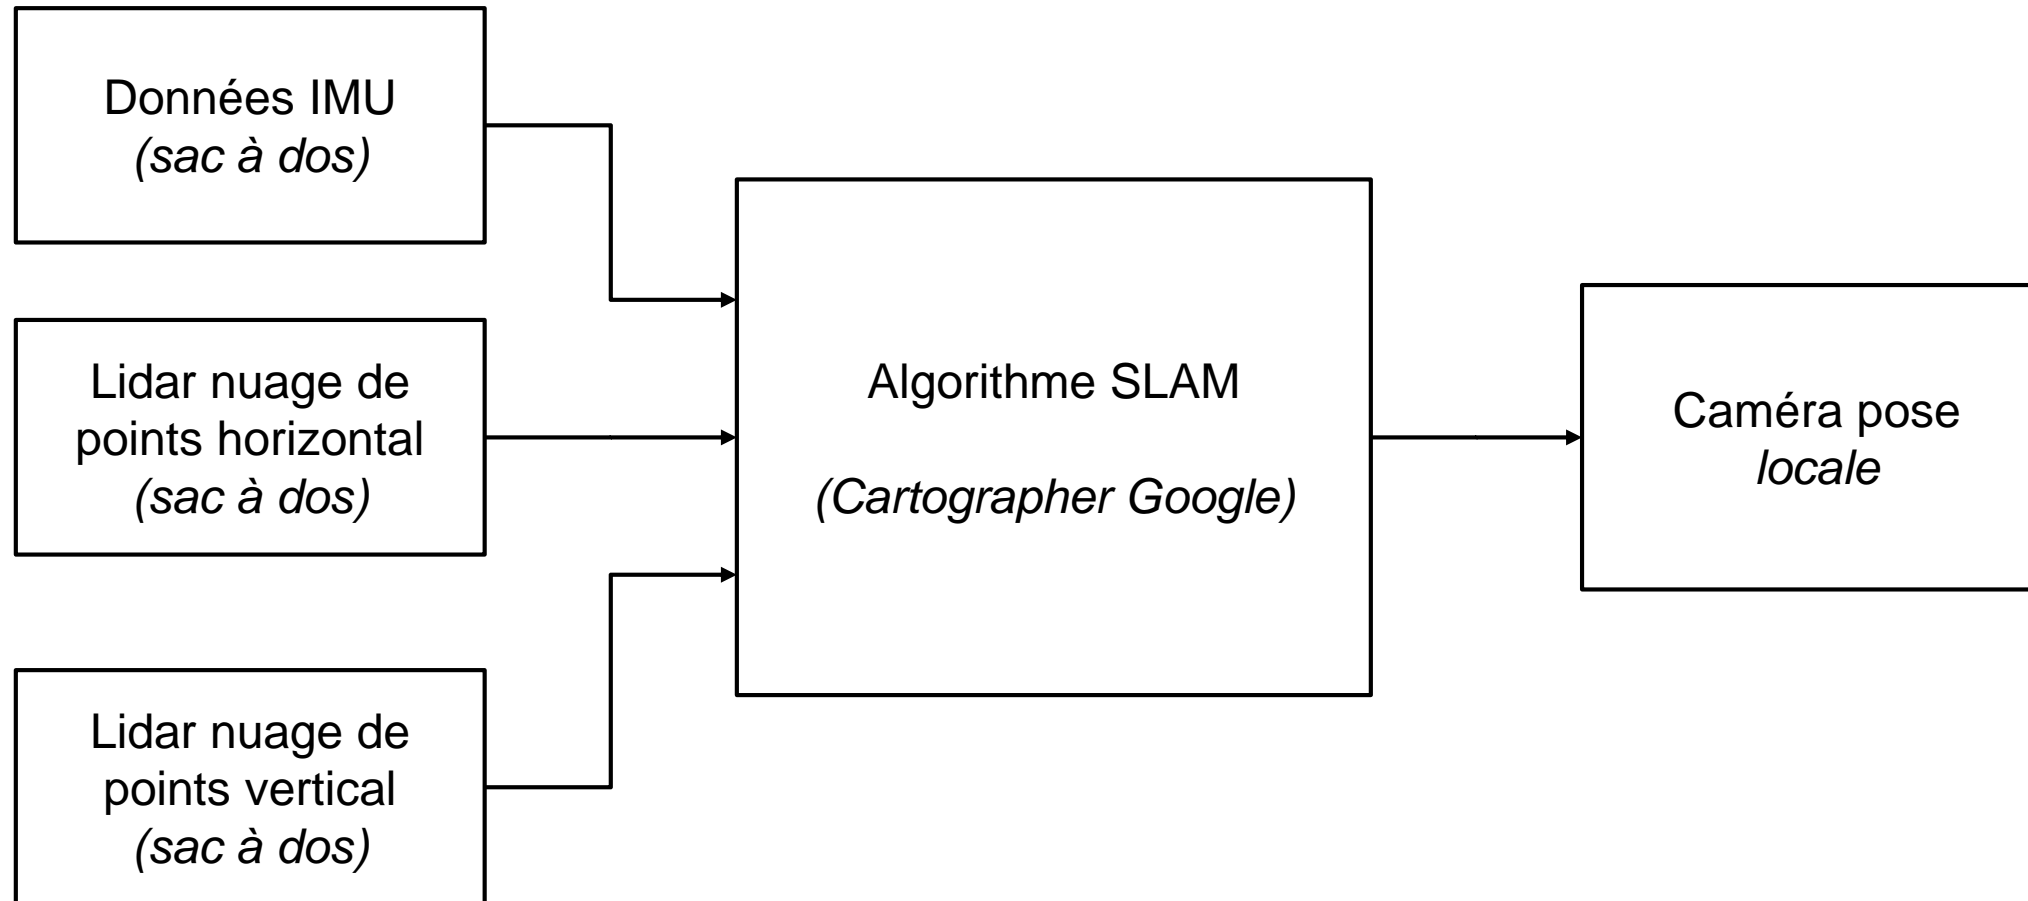 Données IMU
(sac à dos)
Lidar nuage de
points horizontal
(sac à dos)
Lidar nuage de
points vertical
(sac à dos)
Algorithme SLAM
(Cartographer Google)
Caméra pose
locale